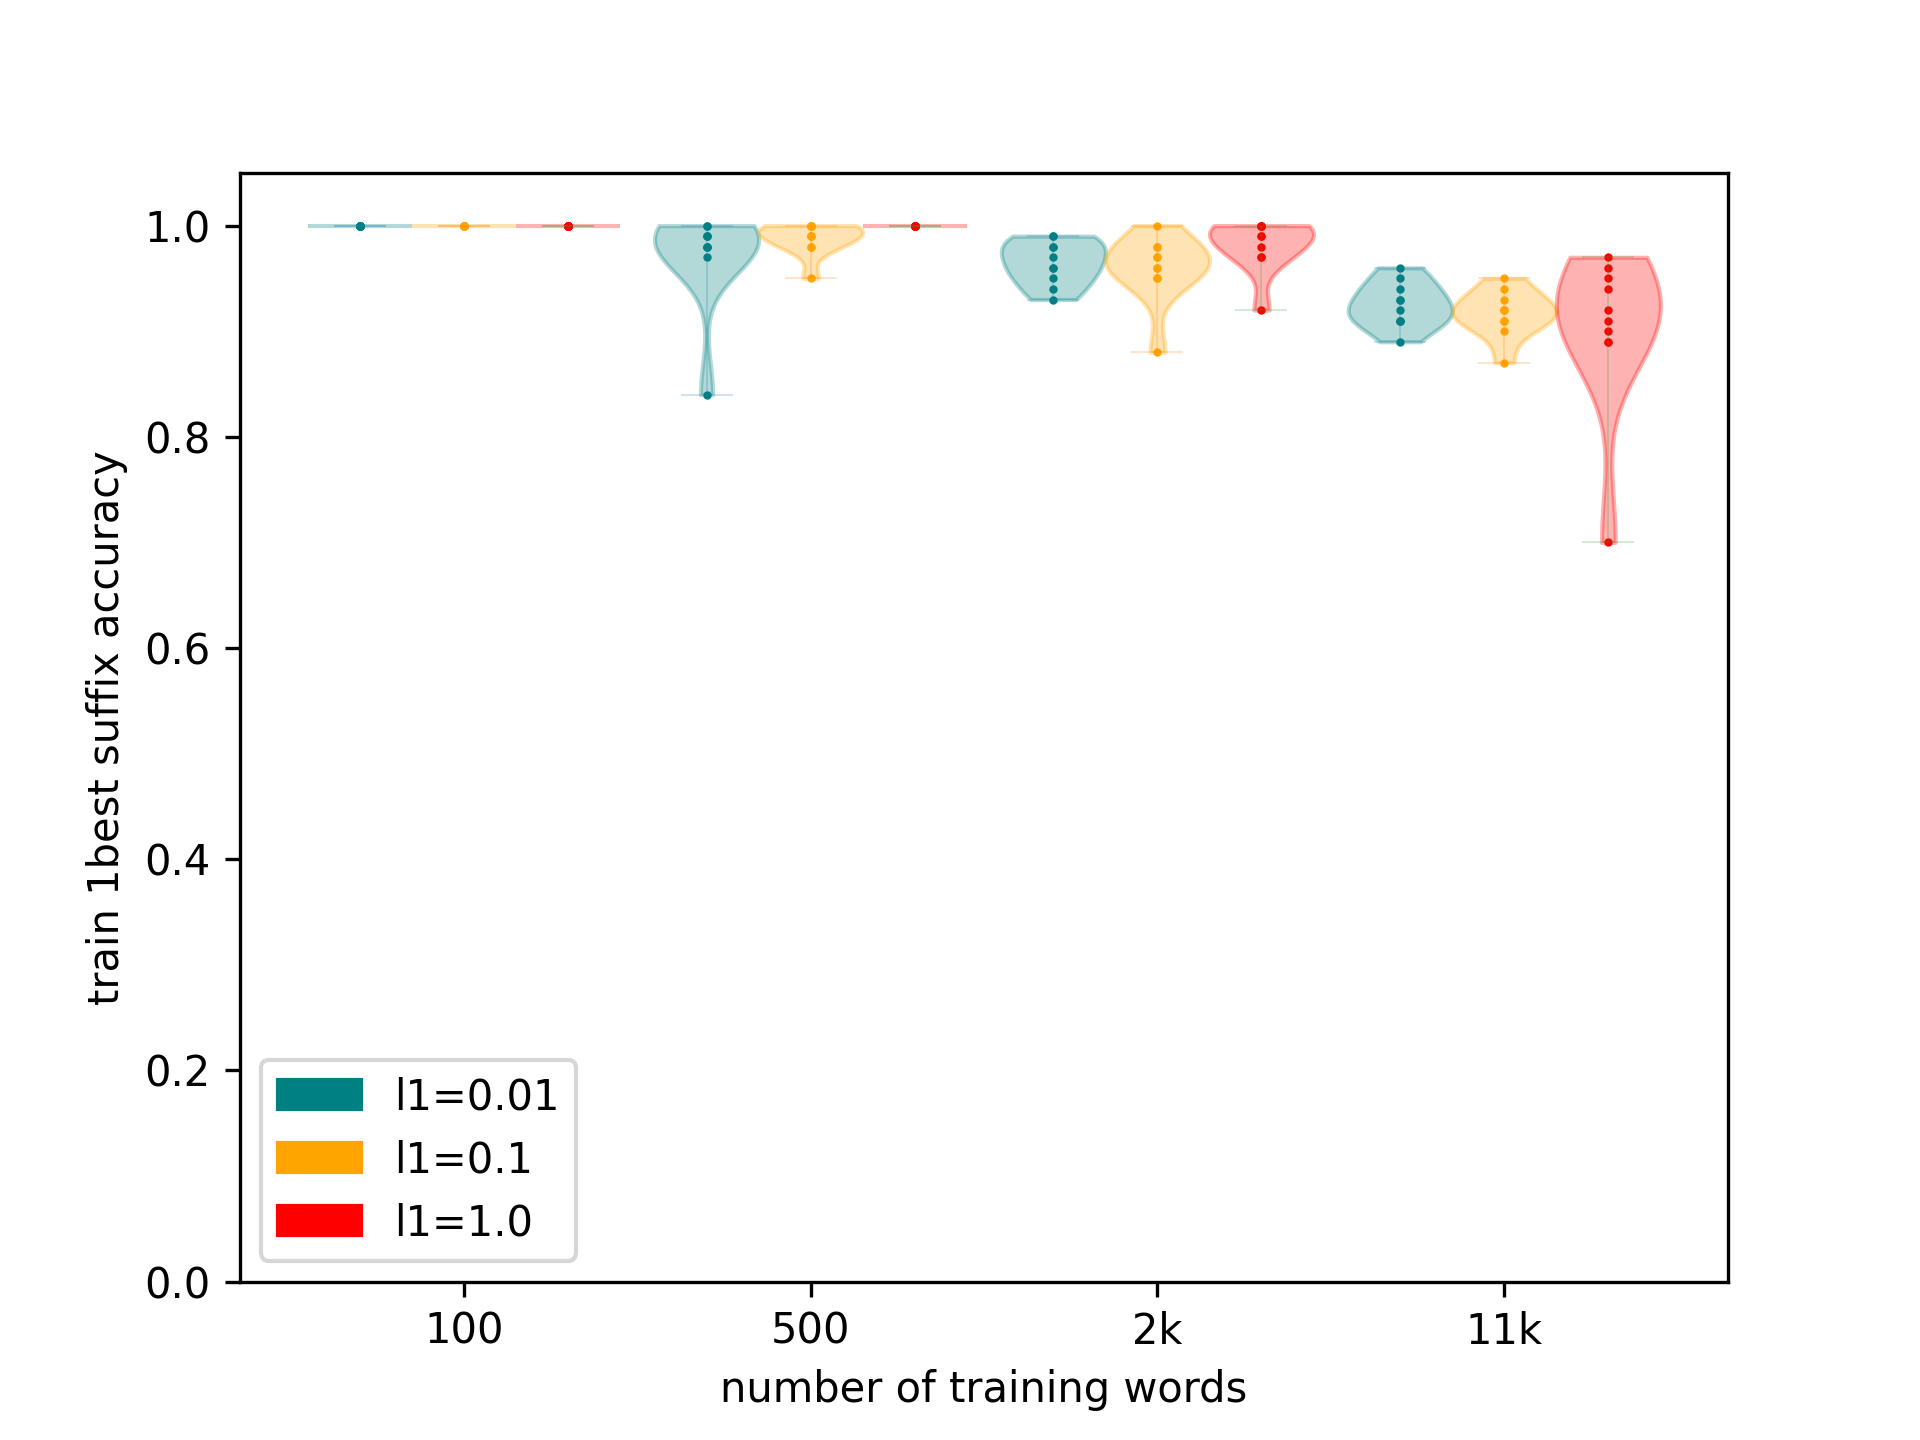 train 1best suffix accuracy
1.0
0.8
0.6
0.4
0.2
0.0
l1=0.01
l1=0.1
l1=1.0
100 500 2k 11k
number of training words